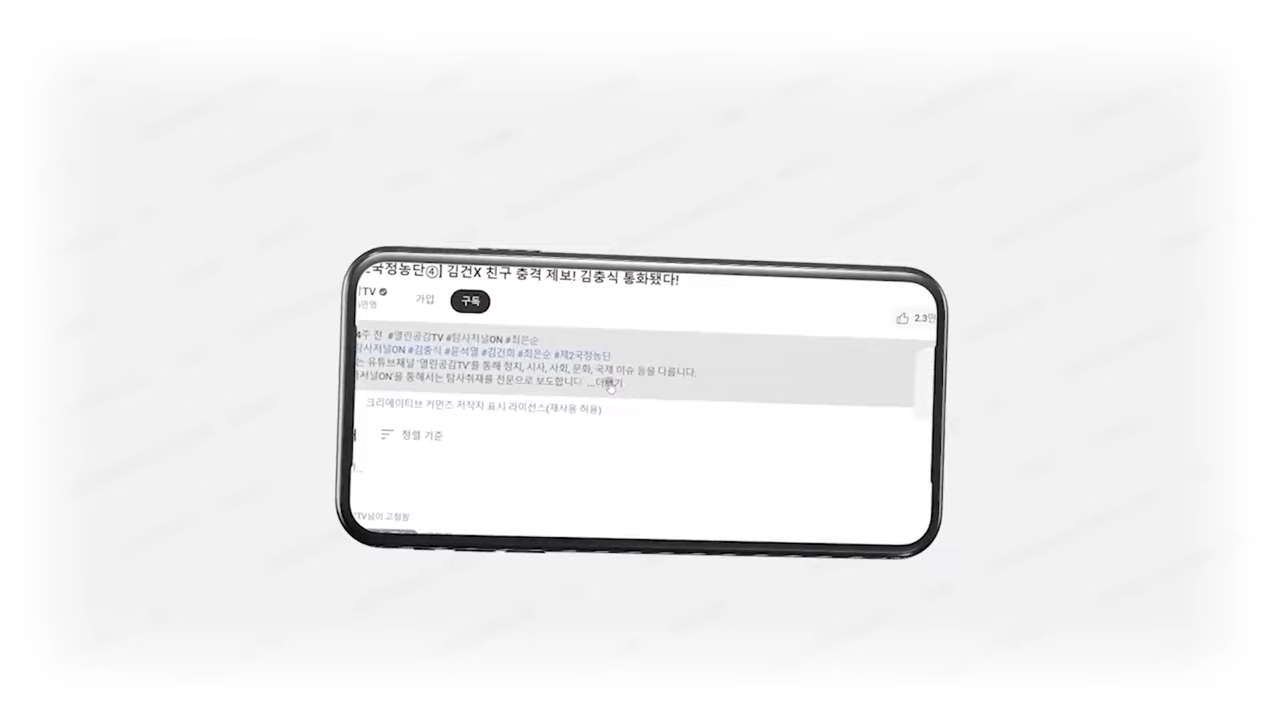 국정농단④] 김건X 친구 충격 제보! 김충식 통화됐다!
TV
가입 구독
만명
2.3만
4주 전 #열린공감TV #탐사저널ON #최은순
탐사저널ON #김충식 #윤석열 #김건희 #최은순 #제2국정농단
는 유튜브채널 '열린공감TV'를 통해 정치, 시사, 사회, 문화, 국제 이슈 등을 다룹니다.
저널ON'을 통해서는 탐사취재를 전문으로 보도합니다. ...더보기
크리에이티브 커먼즈 저작자 표시 라이선스(재사용 허용)
정렬 기준
TV님이 고정함